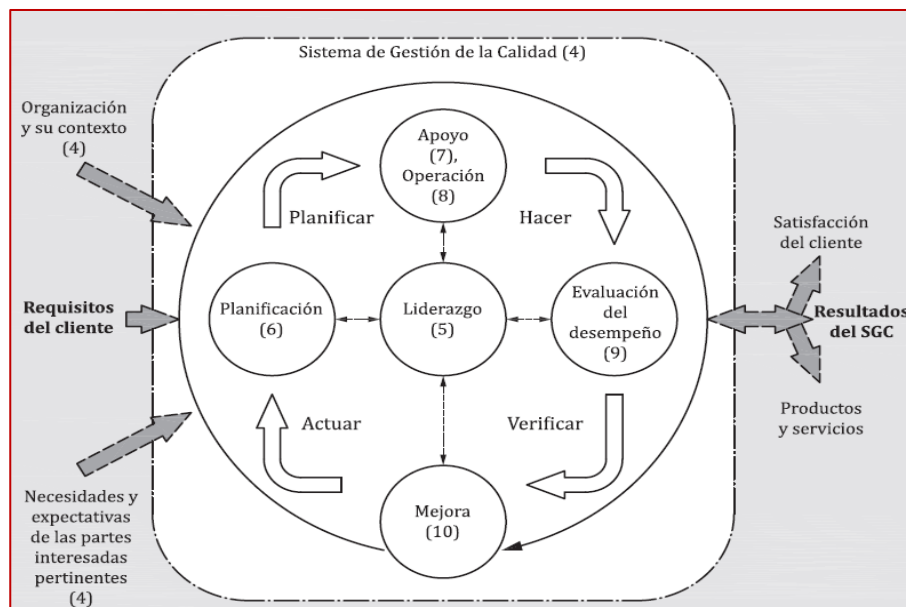 Sistema de Gestión de la Calidad (4)
Organización
y su contexto
(4)
Apoyo
(7),
Operación
(8)
Planificar
Hacer
Satisfacción
del cliente
Requisitos
del cliente
Planificación
(6)
Liderazgo
(5)
Evaluación
del
desempeño
(9)
Resultados
del SGC
Actuar
Verificar
Productos
y servicios
Necesidades y
expectativas
de las partes
interesadas
pertinentes
(4)
Mejora
(10)